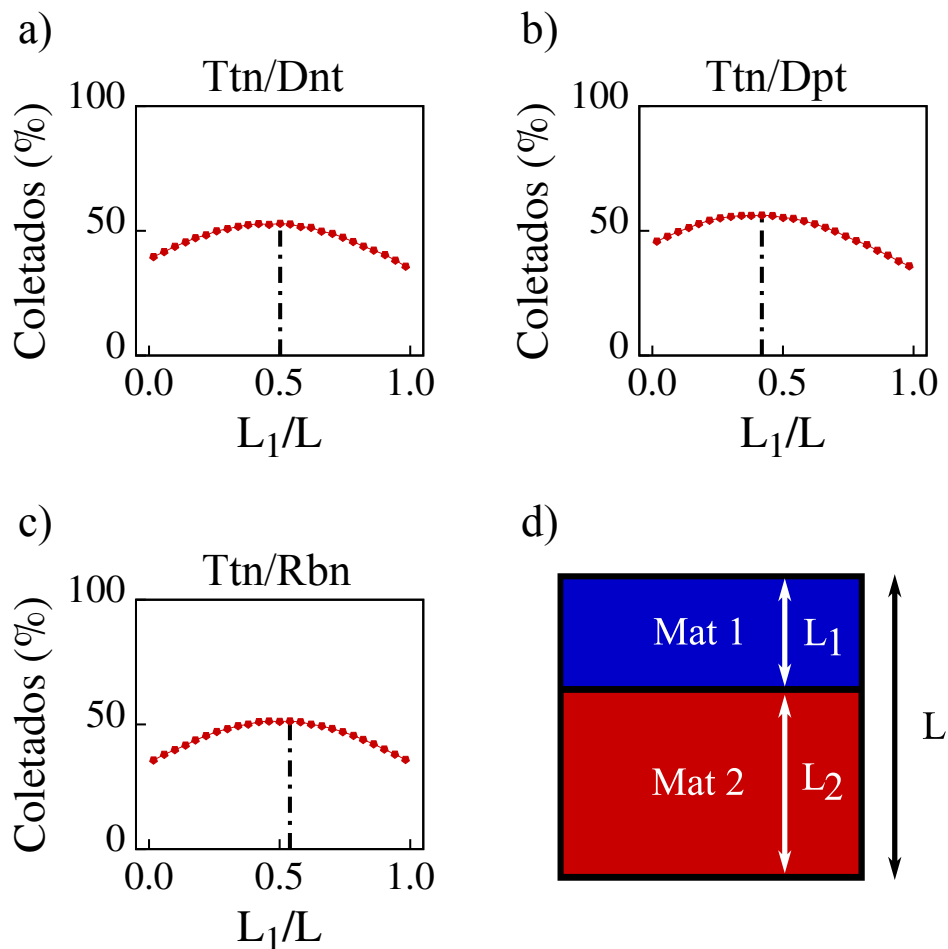 a)
Ttn/Dnt
Coletados (%)
100
50
0
0.0 0.5 1.0
L1/L
b)
Ttn/Dpt
Coletados (%)
100
50
0
0.0 0.5 1.0
L1/L
c)
Ttn/Rbn
Coletados (%)
100
50
0
0.0 0.5 1.0
L1/L
d)
Mat 1 L1
Mat 2 L2
L